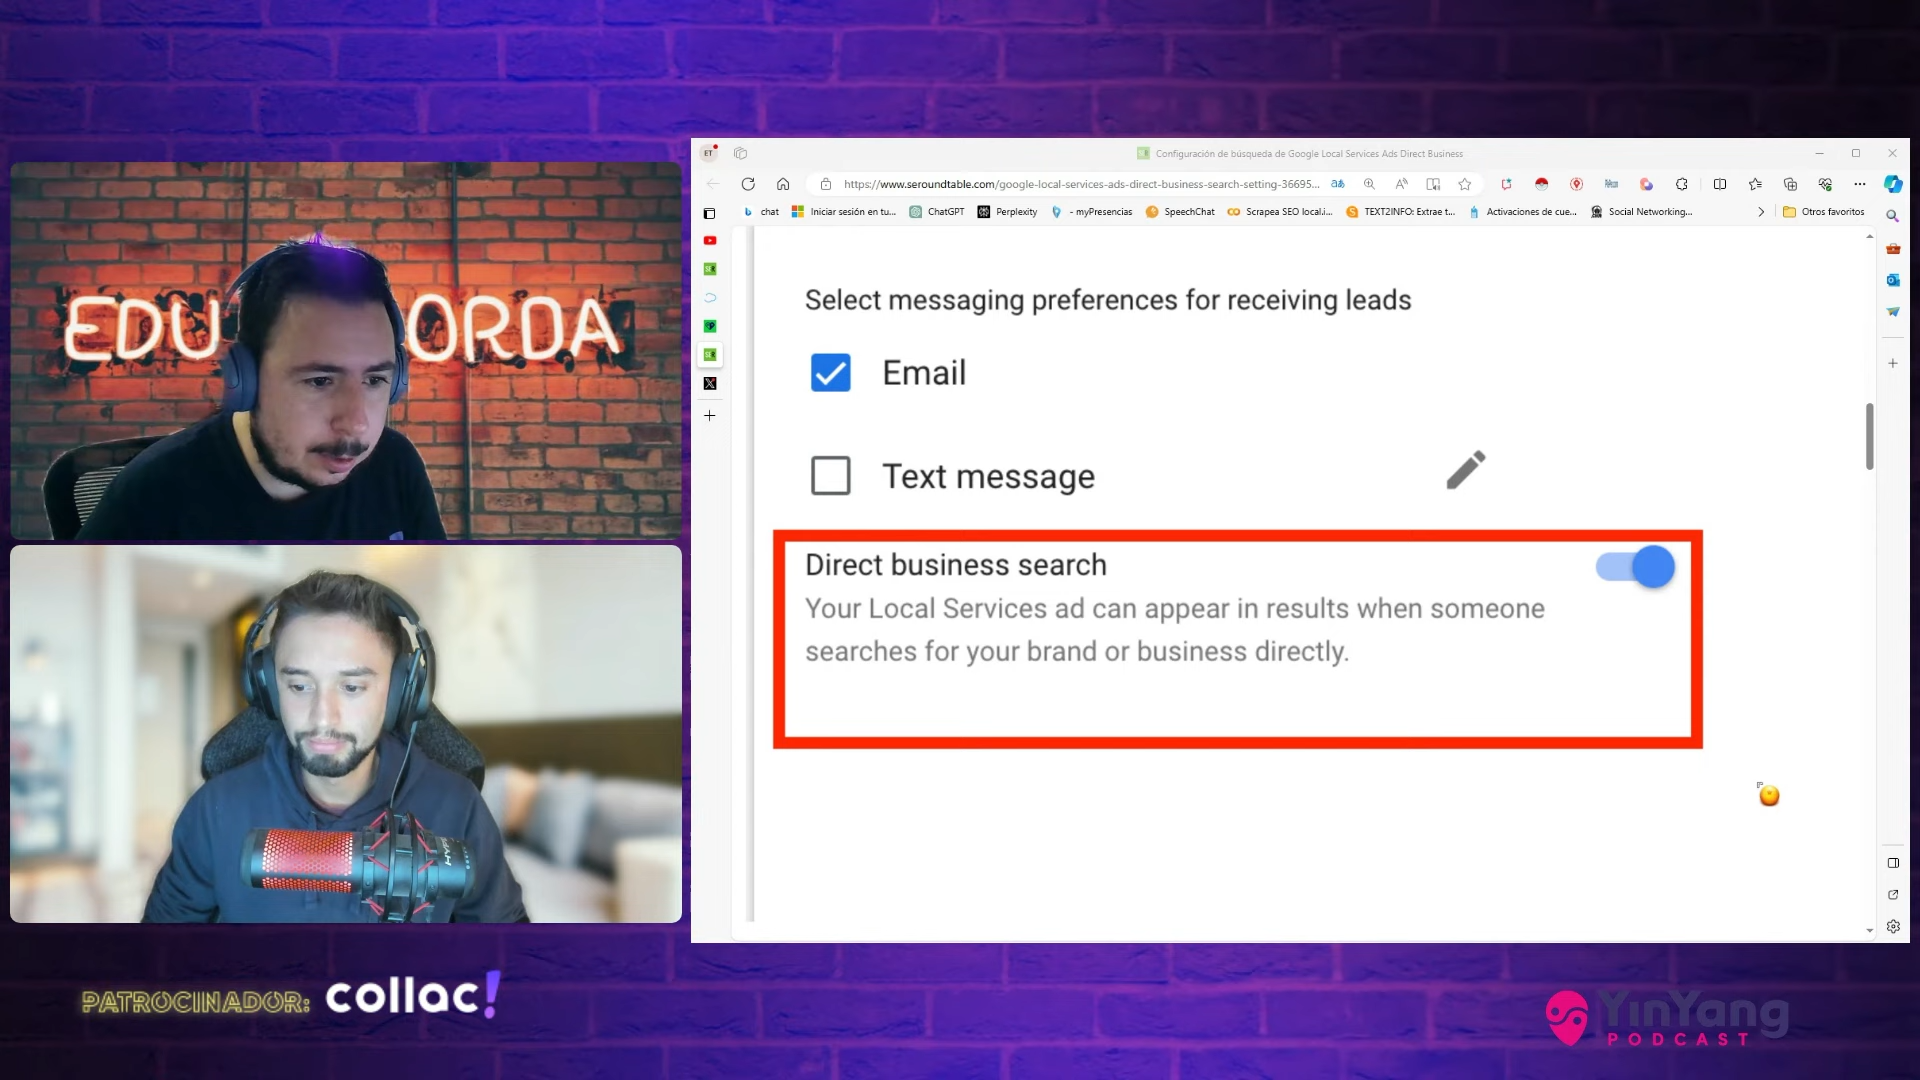 EDU ORDA
HYPE
PATROCINADOR: collac!
ET
Configuración de búsqueda de Google Local Services Ads Direct Business
https://www.seroundtable.com/google-local-services-ads-direct-business-search-setting-36695...
chat
Iniciar sesión en tu...
ChatGPT
Perplexity
- myPresencias
SpeechChat
Scrapea SEO local.i...
TEXT2INFO: Extrae t...
Activaciones de cue...
Social Networking...
Otros favoritos
Select messaging preferences for receiving leads
Email
Text message
Direct business search
Your Local Services ad can appear in results when someone
searches for your brand or business directly.
YinYang
PODCAST